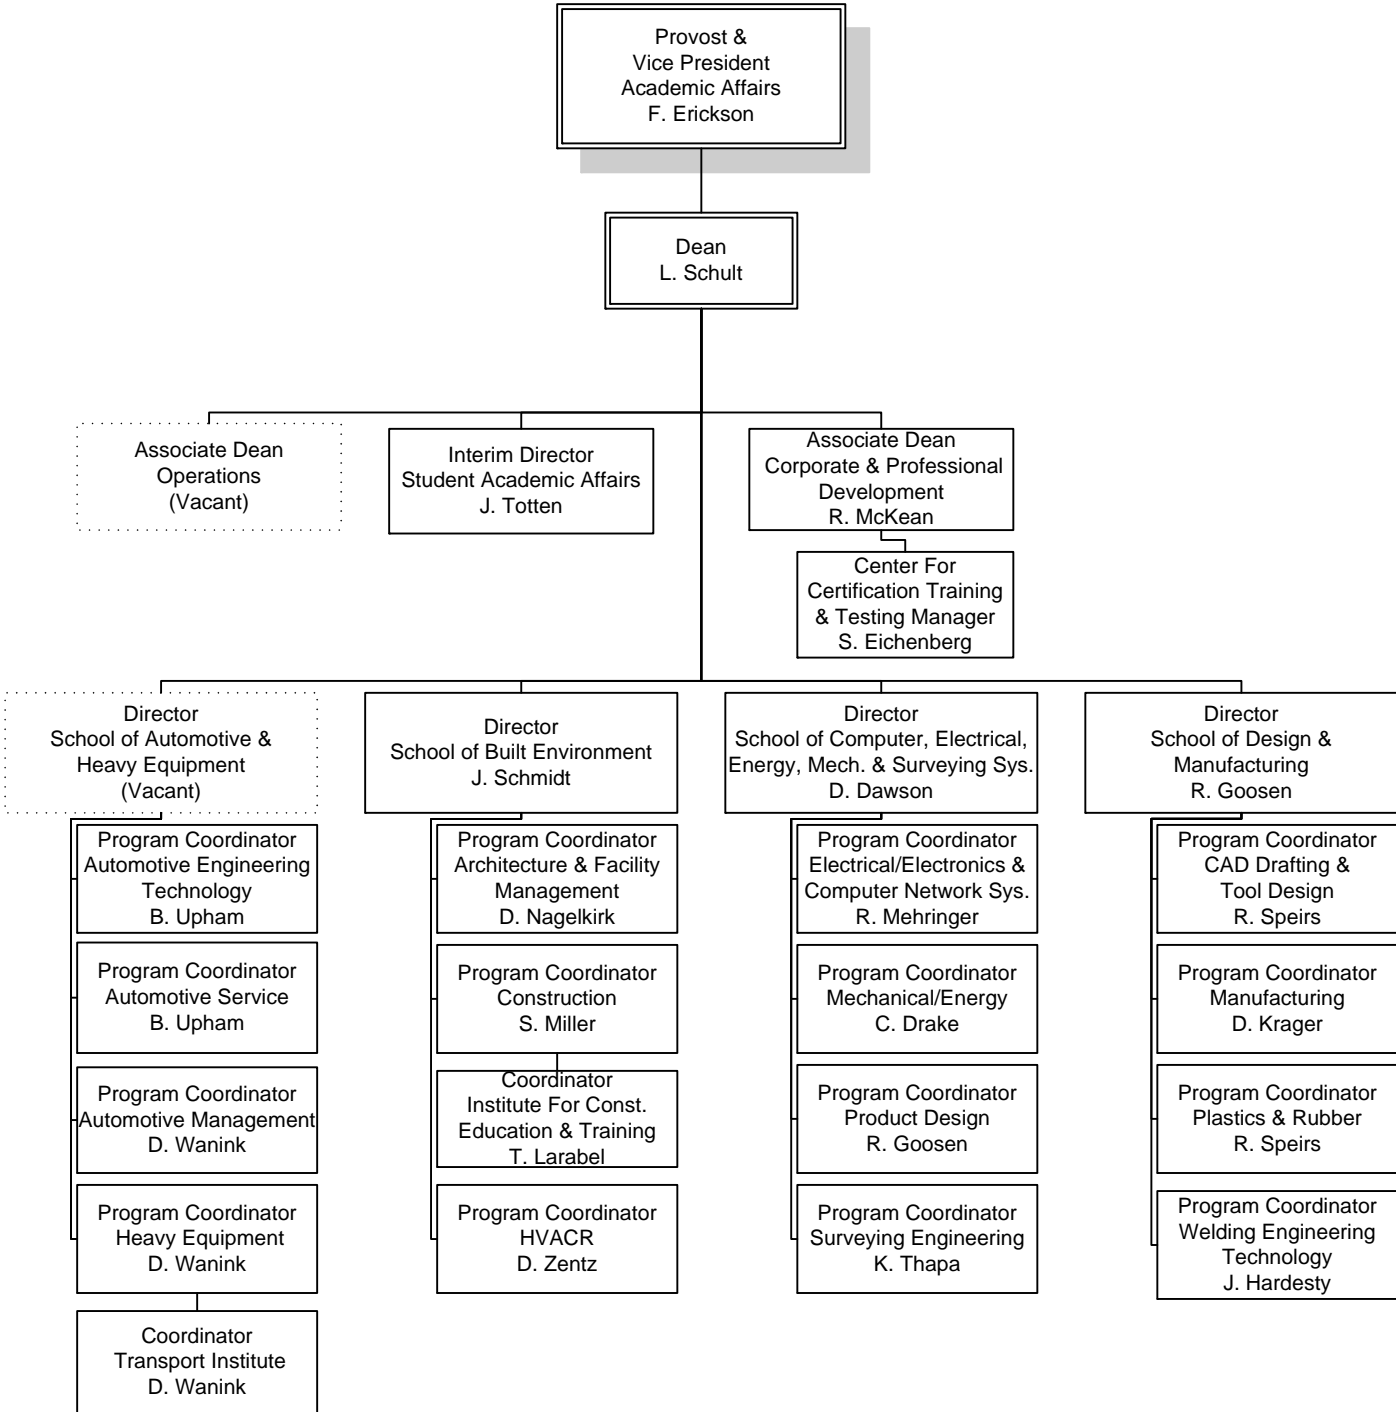 Provost &
Vice President
Academic Affairs
F. Erickson
Dean
L. Schult
Associate Dean
Operations
(Vacant)
Interim Director
Student Academic Affairs
J. Totten
Associate Dean
Corporate & Professional
Development
R. McKean
Center For
Certification Training
& Testing Manager
S. Eichenberg
Director
School of Automotive &
Heavy Equipment
(Vacant)
Program Coordinator
Automotive Engineering
Technology
B. Upham
Program Coordinator
Automotive Service
B. Upham
Program Coordinator
Automotive Management
D. Wanink
Program Coordinator
Heavy Equipment
D. Wanink
Coordinator
Transport Institute
D. Wanink
Director
School of Built Environment
J. Schmidt
Program Coordinator
Architecture & Facility
Management
D. Nagelkirk
Program Coordinator
Construction
S. Miller
Coordinator
Institute For Const.
Education & Training
T. Larabel
Program Coordinator
HVACR
D. Zentz
Director
School of Computer, Electrical,
Energy, Mech. & Surveying Sys.
D. Dawson
Program Coordinator
Electrical/Electronics &
Computer Network Sys.
R. Mehringer
Program Coordinator
Mechanical/Energy
C. Drake
Program Coordinator
Product Design
R. Goosen
Program Coordinator
Surveying Engineering
K. Thapa
Director
School of Design &
Manufacturing
R. Goosen
Program Coordinator
CAD Drafting &
Tool Design
R. Speirs
Program Coordinator
Manufacturing
D. Krager
Program Coordinator
Plastics & Rubber
R. Speirs
Program Coordinator
Welding Engineering
Technology
J. Hardesty